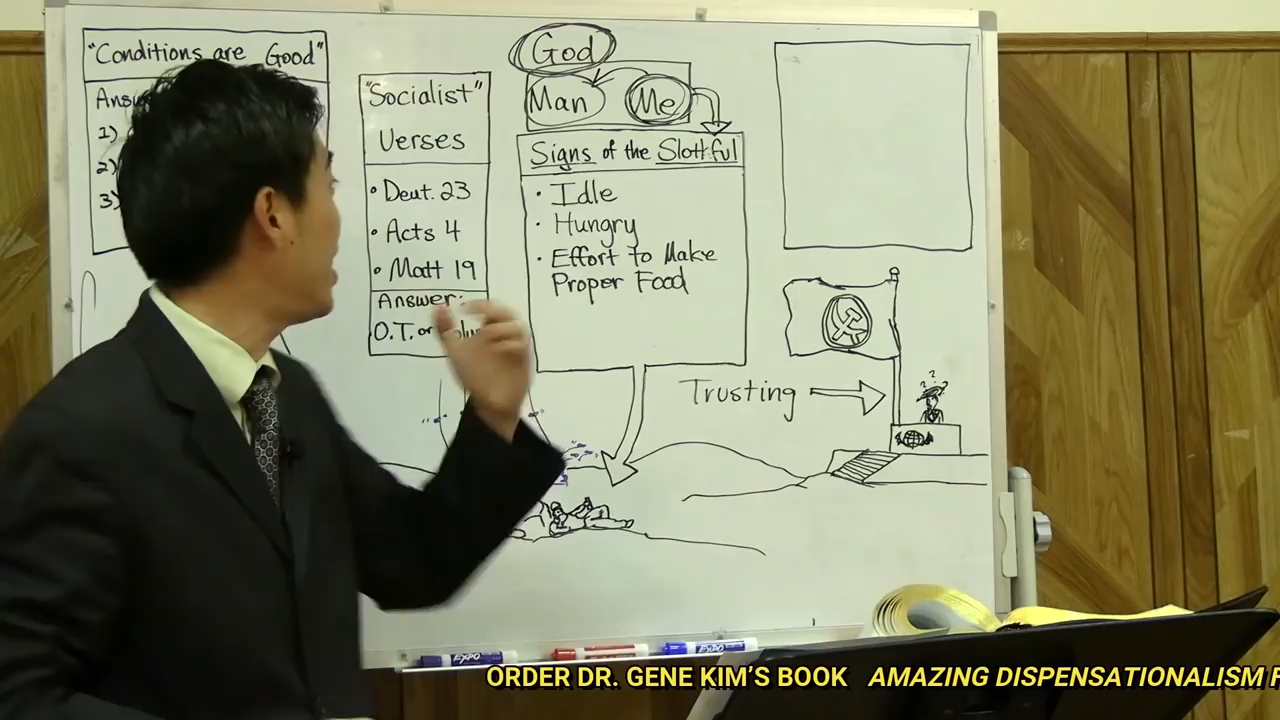 "Conditions are Good"
1)
2)
3)
"Socialist"
Verses
• Deut. 23
• Acts 4
• Matt 19
Answer:
O.T. or
God
Man
Me
Signs of the Slothful
• Idle
• Hungry
• Effort to Make
Proper Food
Trusting
? ? ?
EXPO
EXPO
ORDER DR. GENE KIM'S BOOK AMAZING DISPENSATIONALISM